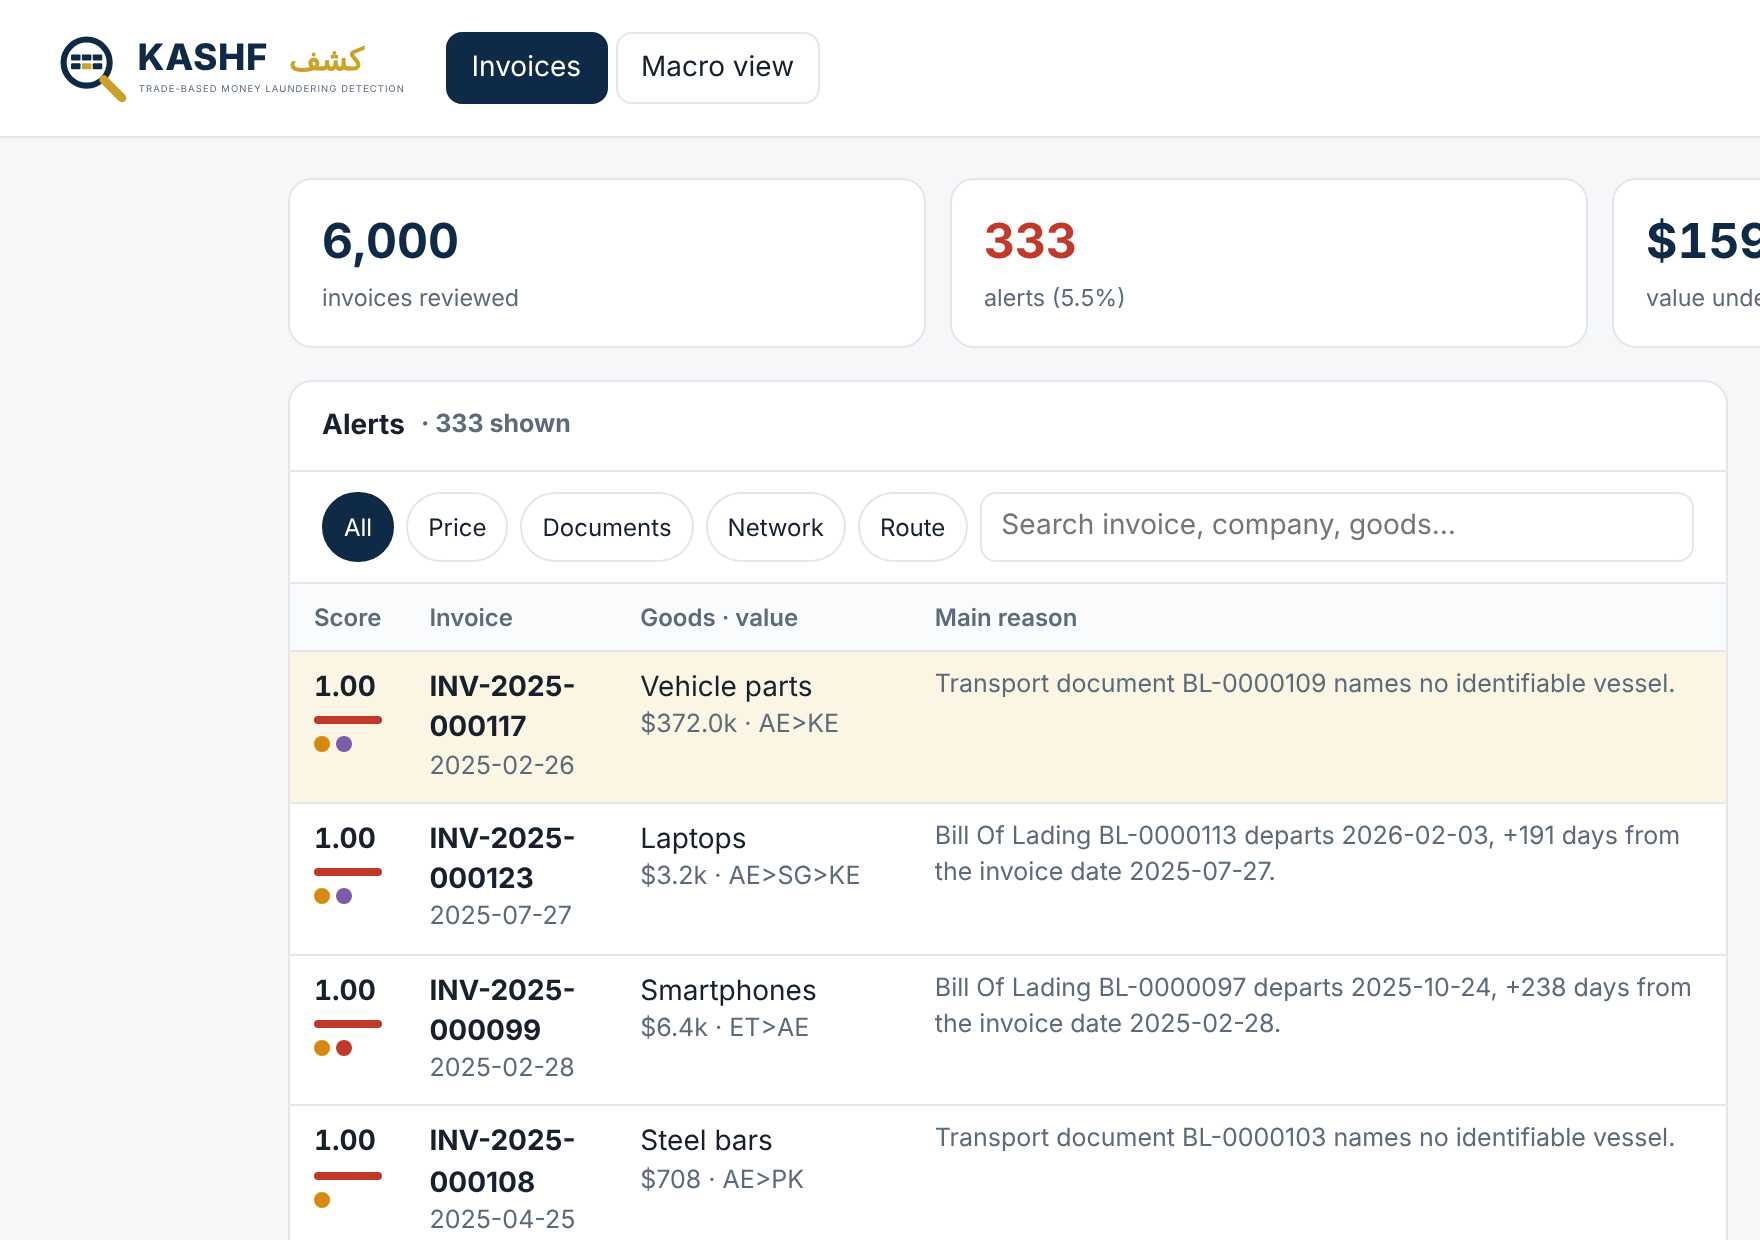 KASHF كشف
TRADE-BASED MONEY LAUNDERING DETECTION
Invoices
Macro view
6,000
invoices reviewed
333
alerts (5.5%)
$159
value unde
Alerts · 333 shown
All
Price
Documents
Network
Route
Search invoice, company, goods...
Score
Invoice
Goods · value
Main reason
1.00
INV-2025-
000117
2025-02-26
Vehicle parts
$372.0k · AE>KE
Transport document BL-0000109 names no identifiable vessel.
1.00
INV-2025-
000123
2025-07-27
Laptops
$3.2k · AE>SG>KE
Bill Of Lading BL-0000113 departs 2026-02-03, +191 days from
the invoice date 2025-07-27.
1.00
INV-2025-
000099
2025-02-28
Smartphones
$6.4k · ET>AE
Bill Of Lading BL-0000097 departs 2025-10-24, +238 days from
the invoice date 2025-02-28.
1.00
INV-2025-
000108
2025-04-25
Steel bars
$708 · AE>PK
Transport document BL-0000103 names no identifiable vessel.